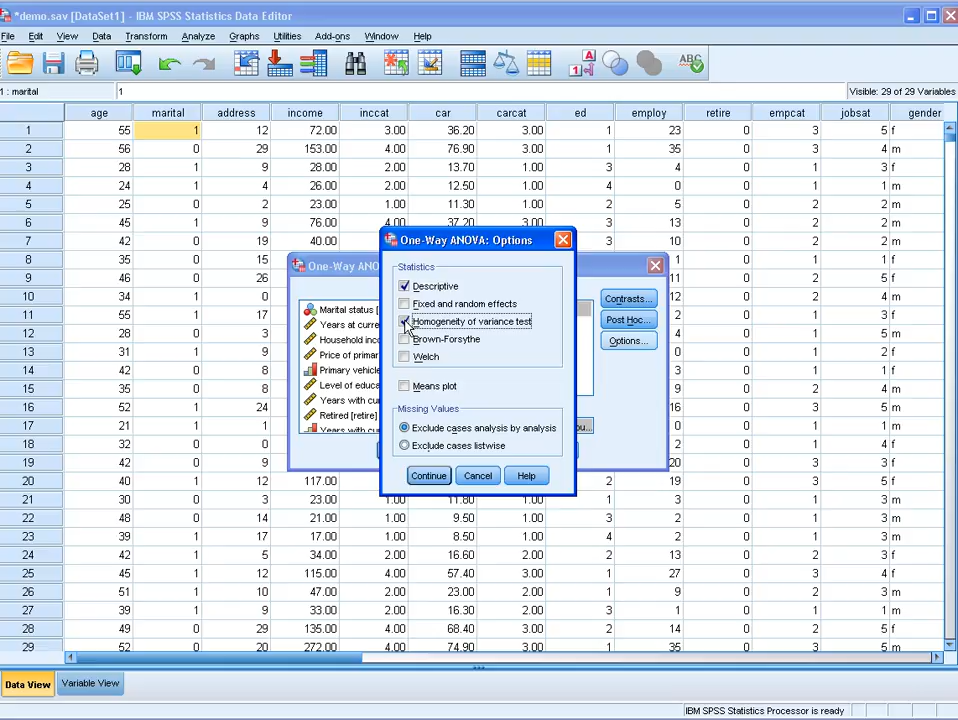 *demo.sav [DataSet1] - IBM SPSS Statistics Data Editor
File Edit View Data Transform Analyze Graphs Utilities Add-ons Window Help
1 : marital 1 Visible: 29 of 29 Variables
age marital address income inccat car carcat ed employ retire empcat jobsat gender
1 55 1 12 72.00 3.00 36.20 3.00 1 23 0 3 5 f
2 56 0 29 153.00 4.00 76.90 3.00 1 35 0 3 4 m
3 28 1 9 28.00 2.00 13.70 1.00 3 4 0 1 3 f
4 24 1 4 26.00 2.00 12.50 1.00 4 0 0 1 1 m
5 25 0 2 23.00 1.00 11.30 1.00 2 5 0 2 2 m
6 45 1 9 76.00 4.00 37.20 3.00 3 13 0 2 2 m
7 42 0 19 40.00 3 10 0 2 2 m
8 35 0 15 1 0 1 1 f
9 46 0 26 0 2 5 f
10 34 1 0 12 0 2 4 m
11 55 1 17 2 0 1 3 f
12 28 0 3 1 0 1 5 m
13 31 1 9 0 0 1 2 m
14 42 0 8 3 0 1 1 f
15 35 0 8 9 0 2 4 m
16 52 1 24 16 0 3 5 m
17 21 1 1 0 0 1 2 m
18 32 0 0 2 0 1 4 f
19 42 0 9 20 0 3 3 f
20 40 1 12 117.00 2 19 0 3 5 f
21 30 0 3 23.00 1.00 11.80 1.00 1 3 0 1 3 m
22 48 0 14 21.00 1.00 9.50 1.00 3 2 0 1 3 m
23 39 1 17 17.00 1.00 8.50 1.00 4 2 0 1 3 m
24 42 1 5 34.00 2.00 16.60 2.00 2 13 0 2 3 f
25 45 1 12 115.00 4.00 57.40 3.00 1 27 0 3 4 f
26 51 1 10 47.00 2.00 23.00 2.00 1 9 0 2 2 m
27 39 1 9 33.00 2.00 16.30 2.00 3 1 0 1 1 m
28 49 0 29 135.00 4.00 68.40 3.00 2 14 0 2 5 f
29 52 0 20 272.00 4.00 74.90 3.00 1 35 0 3 5 m
One-Way ANO
Marital status [
Years at curre
Household inc
Price of primar
Primary vehicle
Level of educa
Years with cu
Retired [retire]
Years with cur
Contrasts...
Post Hoc...
Options...
One-Way ANOVA: Options
Statistics
Descriptive
Fixed and random effects
Homogeneity of variance test
Brown-Forsythe
Welch
Means plot
Missing Values
Exclude cases analysis by analysis
Exclude cases listwise
Continue Cancel Help
Data View Variable View
IBM SPSS Statistics Processor is ready